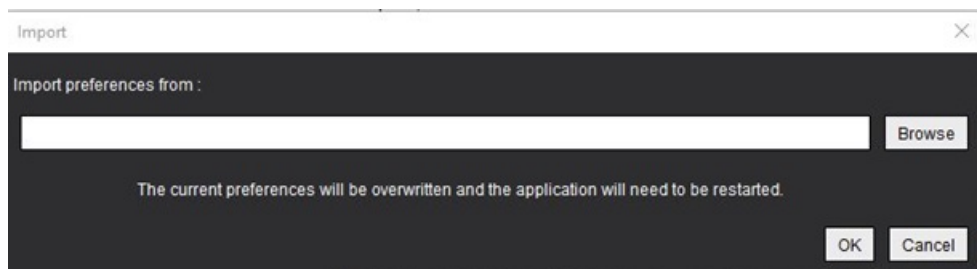 Import
Import preferences from :
Browse
The current preferences will be overwritten and the application will need to be restarted.
OK Cancel